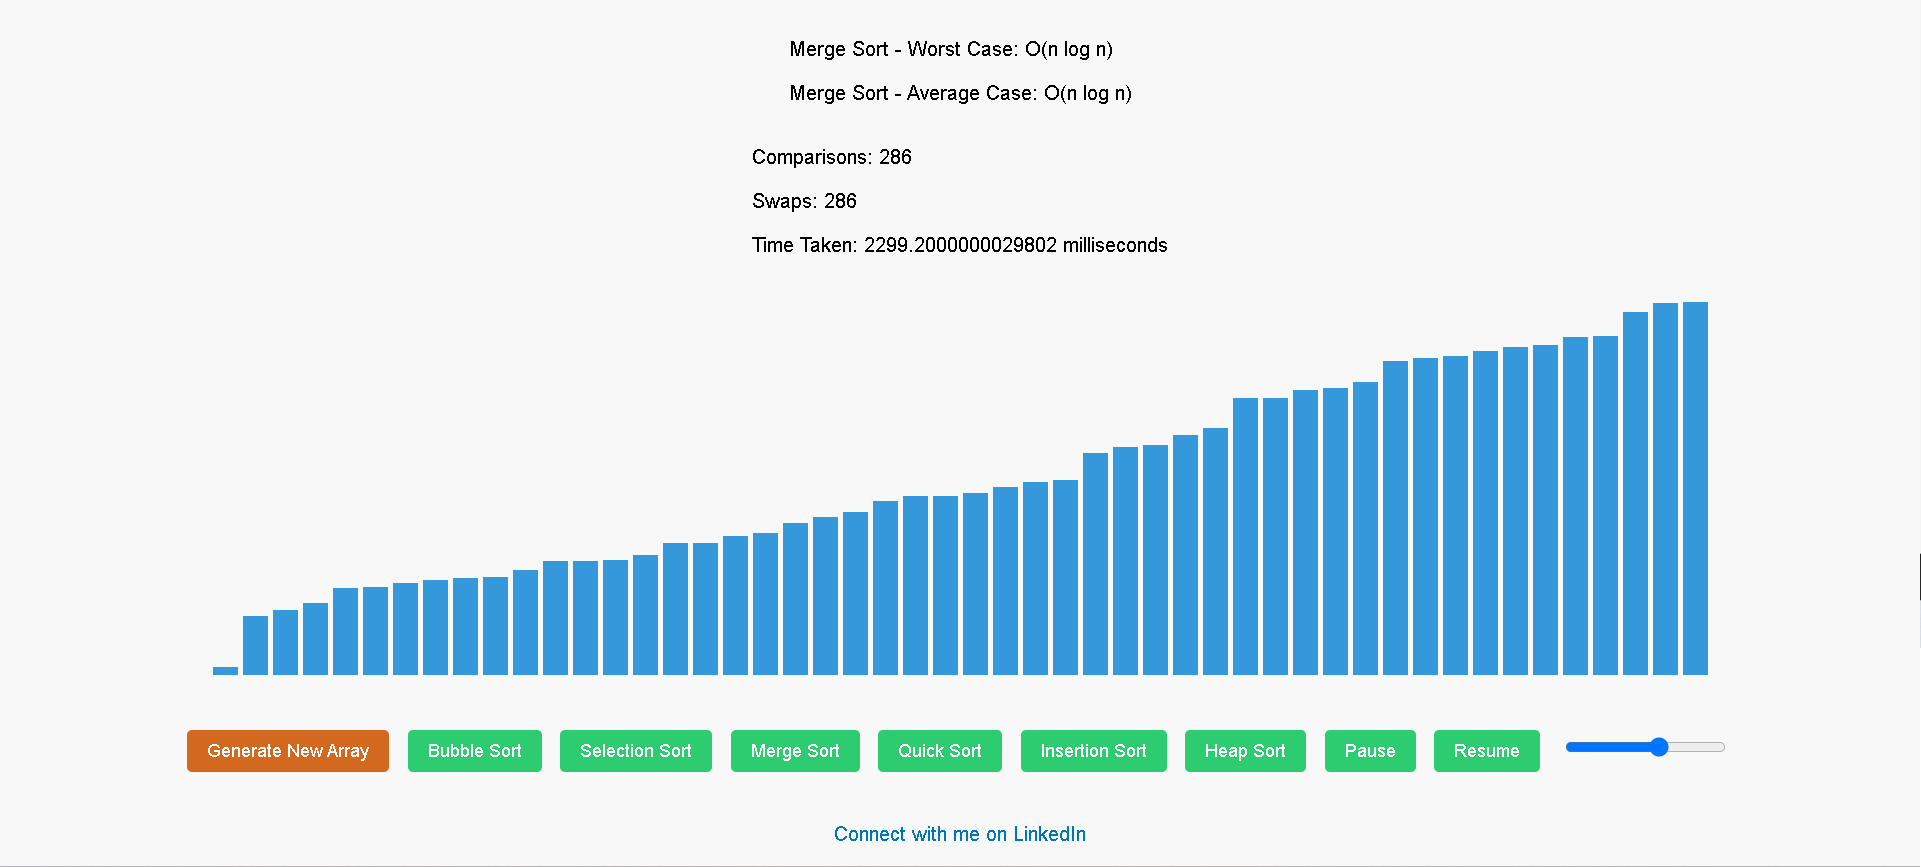 Merge Sort - Worst Case: O(n log n)
Merge Sort - Average Case: O(n log n)
Comparisons: 286
Swaps: 286
Time Taken: 2299.2000000029802 milliseconds
Generate New Array Bubble Sort Selection Sort Merge Sort Quick Sort Insertion Sort Heap Sort Pause Resume
Connect with me on LinkedIn